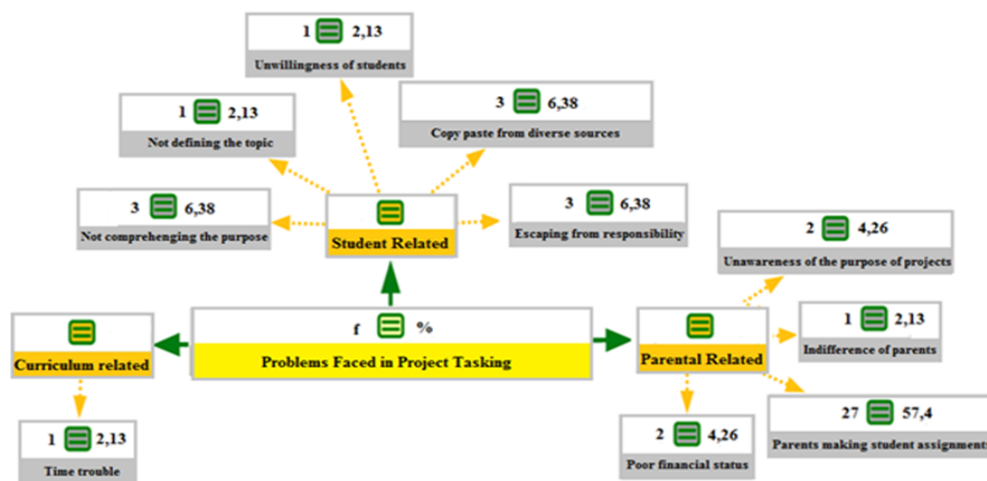 1 2,13
Unwillingness of students
1 2,13
Not defining the topic
3 6,38
Copy paste from diverse sources
3 6,38
Not comprehenging the purpose
Student Related
3 6,38
Escaping from responsibility
2 4,26
Unawareness of the purpose of projects
f %
Problems Faced in Project Tasking
Curriculum related
Parental Related
1 2,13
Indifference of parents
1 2,13
Time trouble
2 4,26
Poor financial status
27 57,4
Parents making student assignments